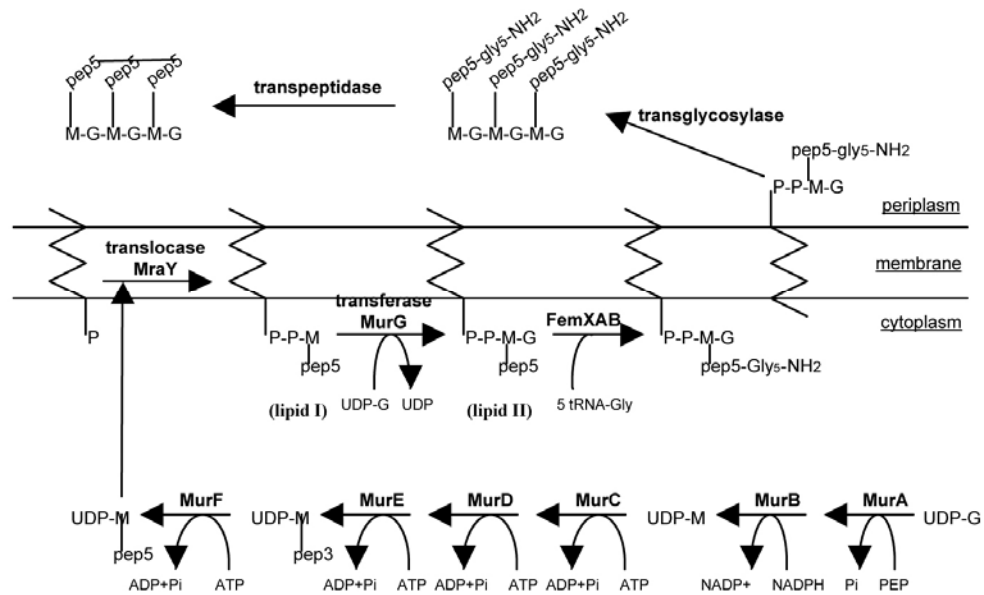 pep5-gly5-NH2
pep5-gly5-NH2
pep5-gly5-NH2
pep5
pep5
pep5
transpeptidase
M-G-M-G-M-G
M-G-M-G-M-G
transglycosylase
pep5-gly5-NH2
P-P-M-G
periplasm
translocase
MraY
membrane
transferase
MurG
FemXAB
cytoplasm
P
P-P-M
P-P-M-G
P-P-M-G
pep5
pep5
pep5-Gly5-NH2
(lipid I)
UDP-G
UDP
(lipid II)
5 tRNA-Gly
MurF
MurE
MurD
MurC
MurB
MurA
UDP-M
UDP-M
UDP-M
UDP-G
pep5
pep3
ADP+Pi
ATP
ADP+Pi
ATP
ADP+Pi
ATP
ADP+Pi
ATP
NADP+
NADPH
Pi
PEP